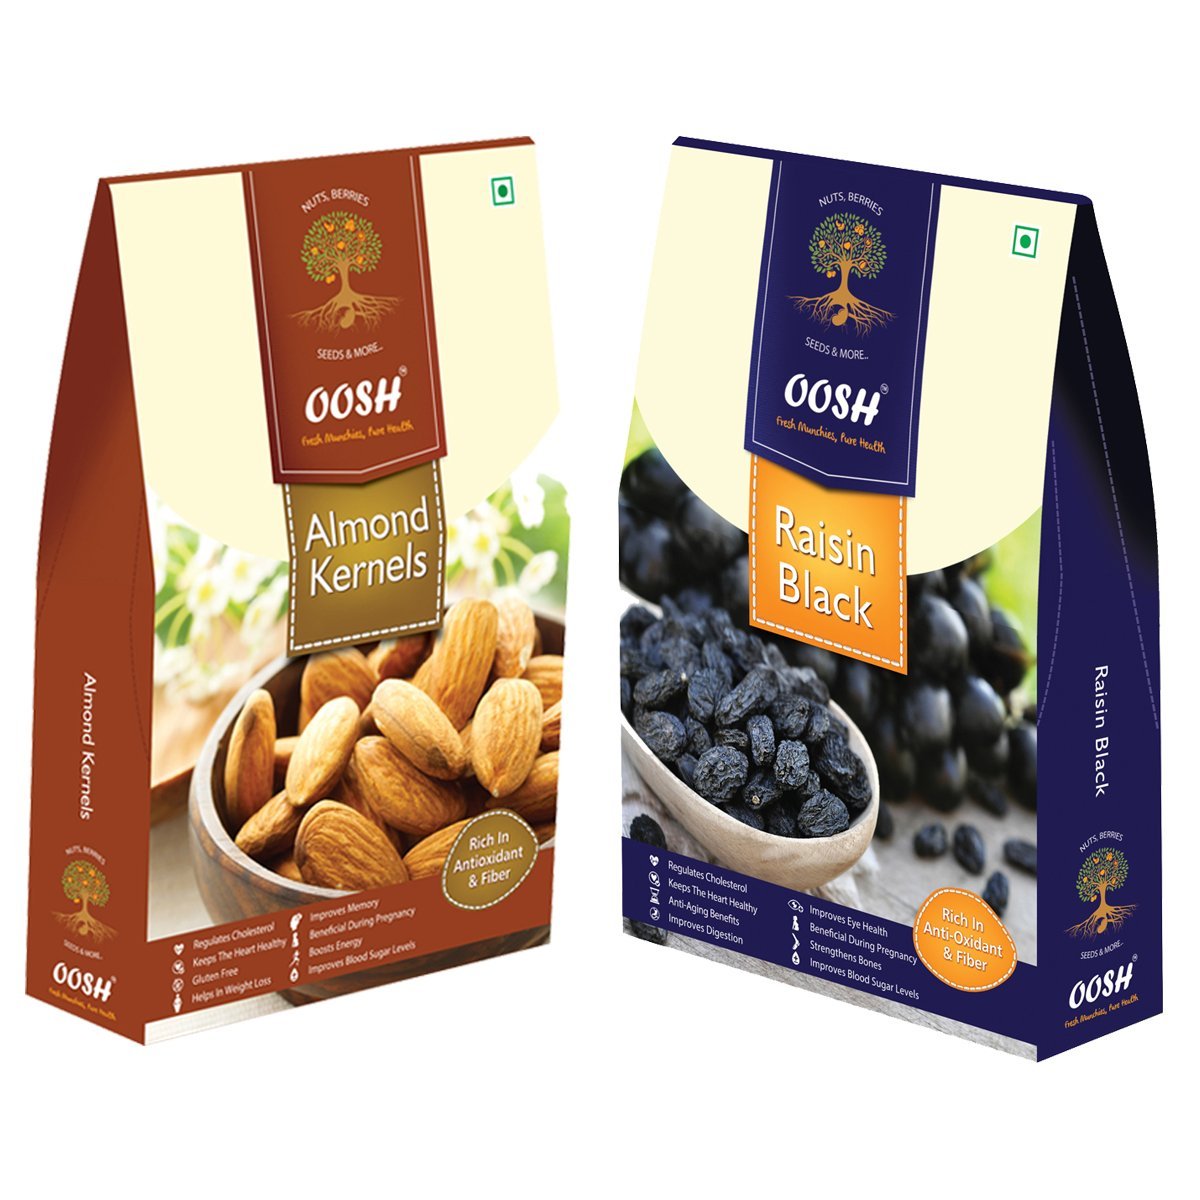 NUTS, BERRIES
SEEDS & MORE..
OOSH™
Fresh Munchies, Pure Health
Almond
Kernels
Rich In
Antioxidant
& Fiber
Regulates Cholesterol
Keeps The Heart Healthy
Gluten Free
Helps In Weight Loss
Improves Memory
Beneficial During Pregnancy
Boosts Energy
Improves Blood Sugar Levels
Almond Kernels
NUTS, BERRIES
SEEDS & MORE..
OOSH
Fresh Munchies, Pure Health
NUTS, BERRIES
SEEDS & MORE..
OOSH™
Fresh Munchies, Pure Health
Raisin
Black
Regulates Cholesterol
Keeps The Heart Healthy
Anti-Aging Benefits
Improves Digestion
Improves Eye Health
Beneficial During Pregnancy
Strengthens Bones
Improves Blood Sugar Levels
Rich In
Anti-Oxidant
& Fiber
Raisin Black
NUTS, BERRIES
SEEDS & MORE..
OOSH™
Fresh Munchies, Pure Health